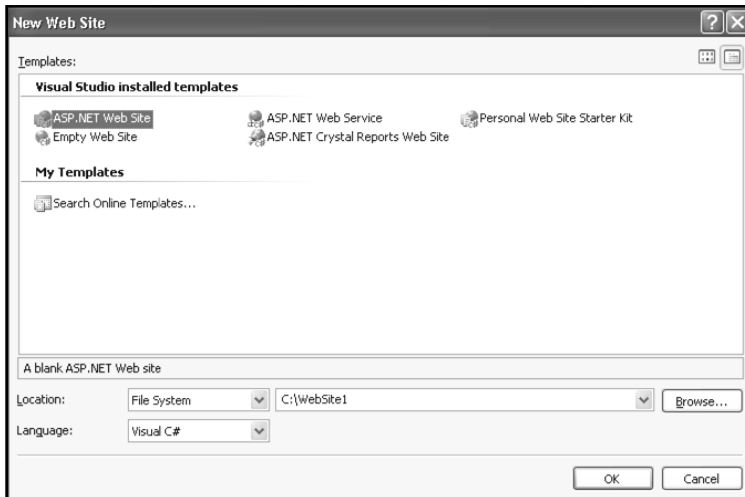 New Web Site
Templates:
Visual Studio installed templates
ASP.NET Web Site
ASP.NET Web Service
Personal Web Site Starter Kit
Empty Web Site
ASP.NET Crystal Reports Web Site
My Templates
Search Online Templates...
A blank ASP.NET Web site
Location:
File System
C:\WebSite1
Browse...
Language:
Visual C#
OK
Cancel